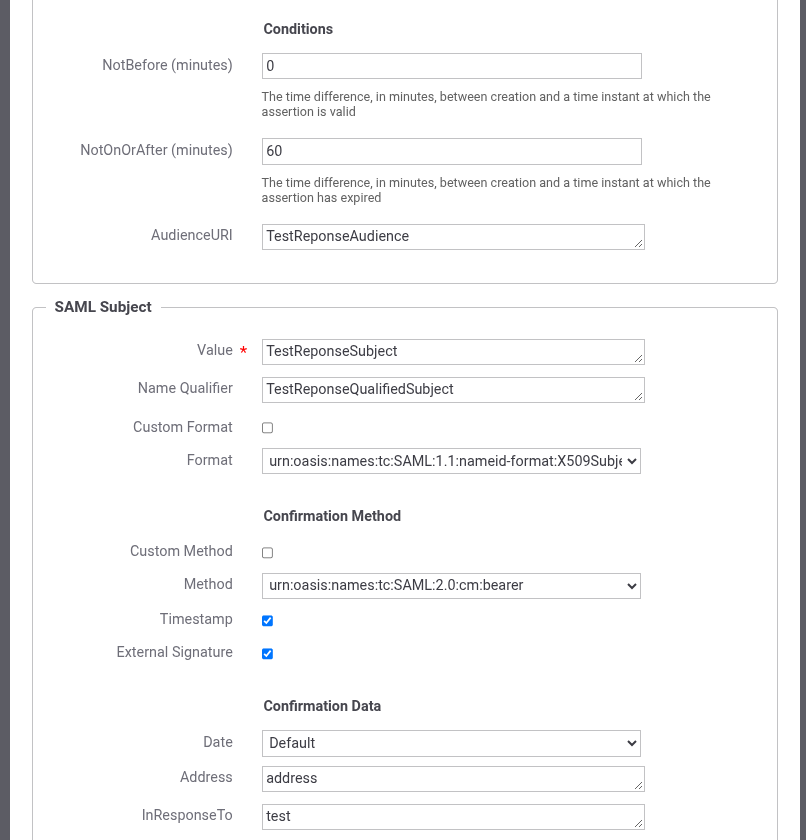 Conditions
NotBefore (minutes)
0
The time difference, in minutes, between creation and a time instant at which the
assertion is valid
NotOnOrAfter (minutes)
60
The time difference, in minutes, between creation and a time instant at which the
assertion has expired
AudienceURI
TestReponseAudience
SAML Subject
Value *
TestReponseSubject
Name Qualifier
TestReponseQualifiedSubject
Custom Format
Format
urn:oasis:names:tc:SAML:1.1:nameid-format:X509Subje
Confirmation Method
Custom Method
Method
urn:oasis:names:tc:SAML:2.0:cm:bearer
Timestamp
External Signature
Confirmation Data
Date
Default
Address
address
InResponseTo
test